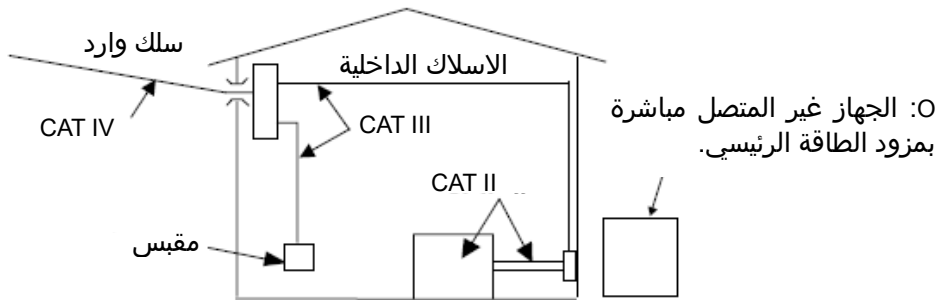 سلك وارد
الاسلاك الداخلية
CAT IV
CAT III
O: الجهاز غير المتصل مباشرة
بمزود الطاقة الرئيسي.
CAT II
مقبس